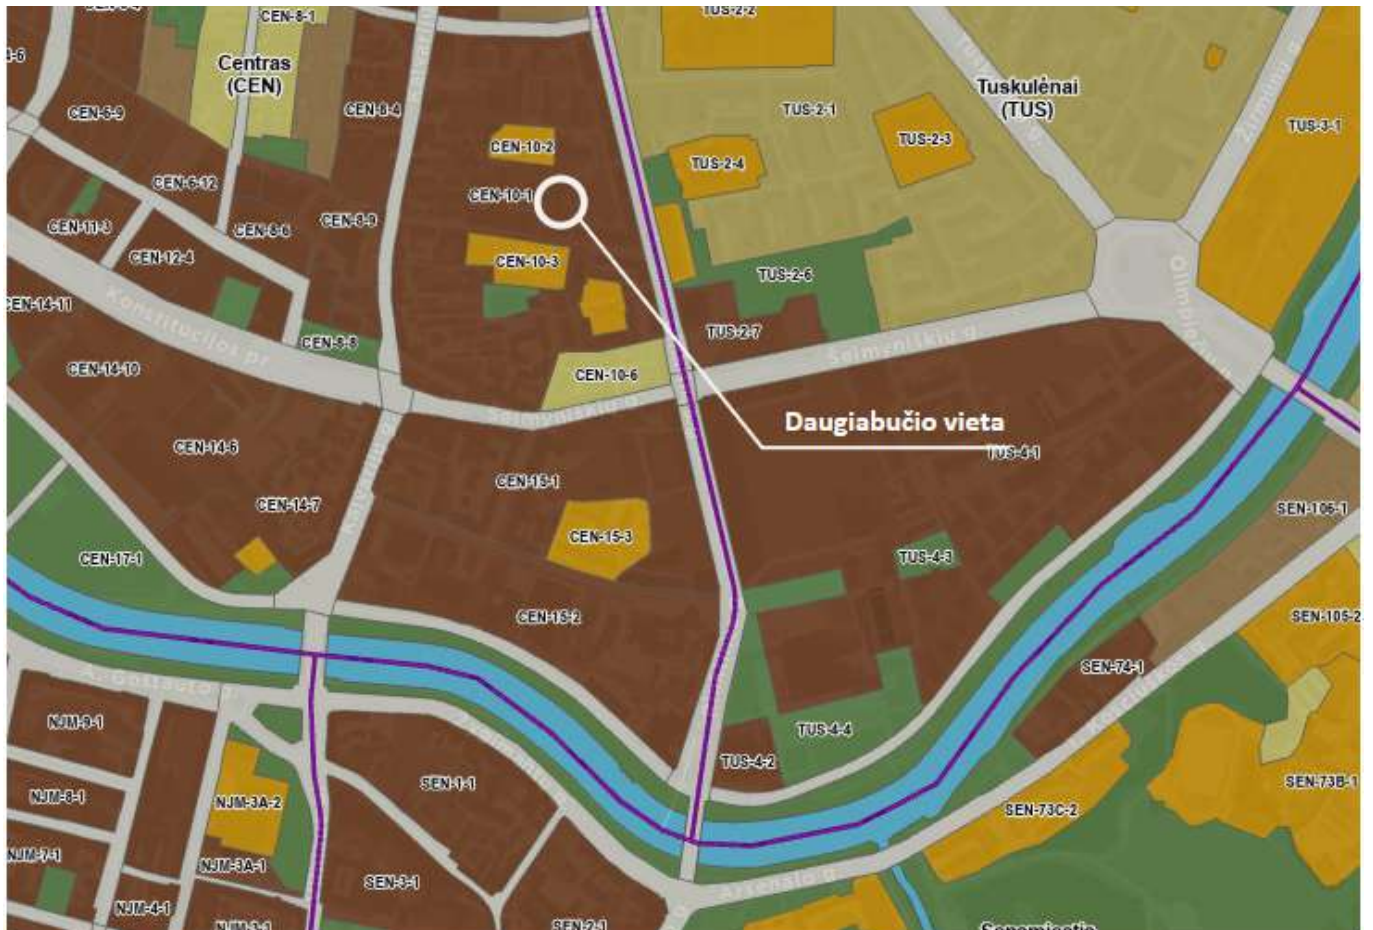 TUS-2-2
CEN-8-1
Centras
(CEN)
Tuskulėnai
(TUS)
CEN-6-9
CEN-8-4
TUS-2-1
TUS-3-1
TUS-2-3
CEN-10-2
TUS-2-4
CEN-6-12
CEN-10-1
CEN-11-3
CEN-8-6
CEN-8-9
CEN-12-4
CEN-10-3
TUS-2-6
CEN-14-11
Konstitucijos pr.
CEN-8-8
TUS-2-7
Šeimyniškių g.
CEN-14-10
CEN-10-6
Šeimyniškių g.
Daugiabučio vieta
CEN-14-6
TUS-4-1
CEN-15-1
CEN-14-7
SEN-106-1
CEN-15-3
CEN-17-1
TUS-4-3
CEN-15-2
SEN-105-2
SEN-74-1
A. Goštauto g.
NJM-9-1
TUS-4-4
TUS-4-2
SEN-1-1
SEN-73B-1
NJM-8-1
NJM-3A-2
SEN-73C-2
NJM-7-1
NJM-3A-1
SEN-3-1
Arsenalo g.
NJM-4-1
NJM-3-1
SEN-2-1
Senamiestis